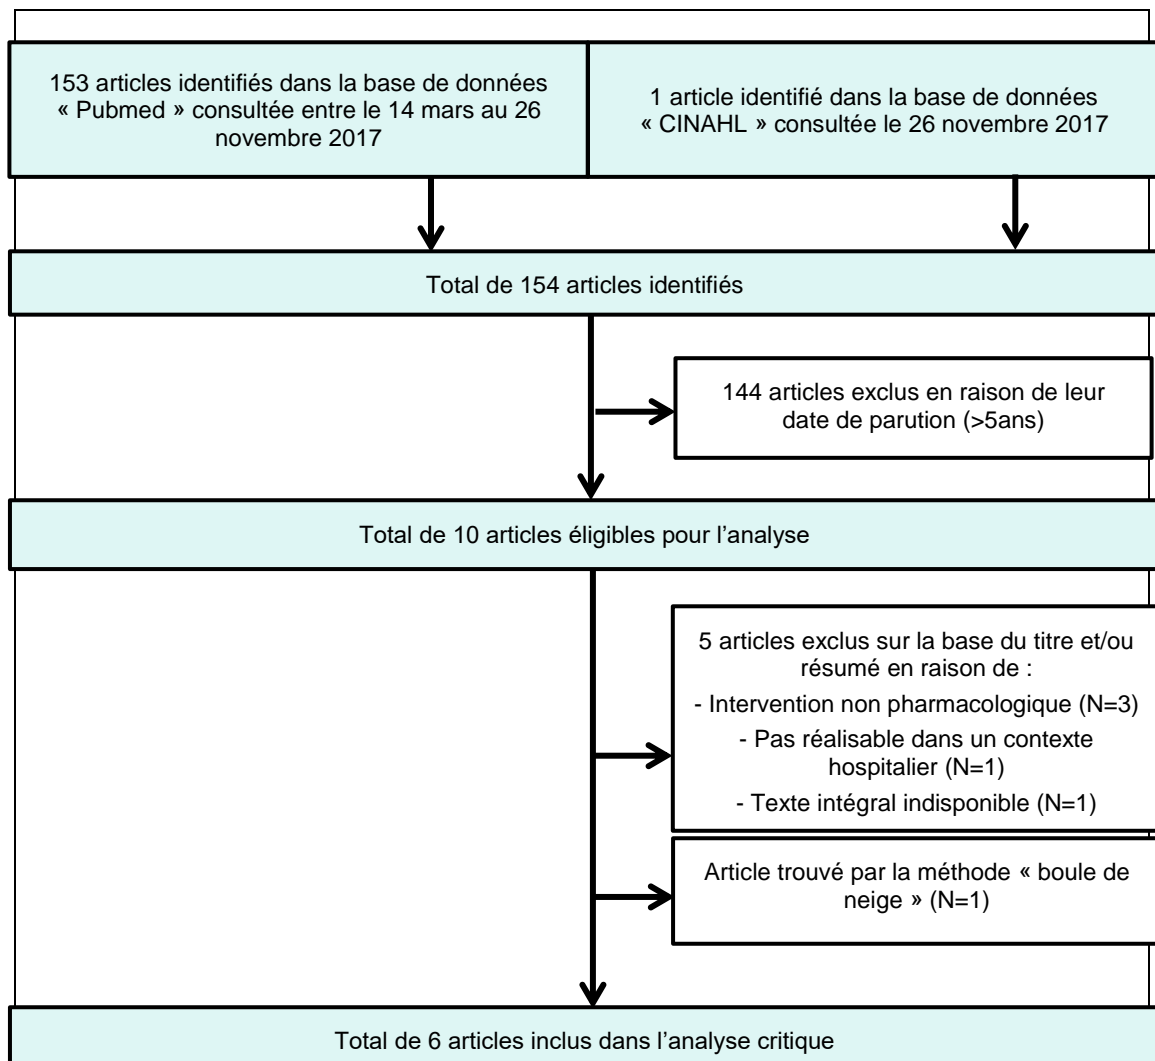 153 articles identifiés dans la base de données
« Pubmed » consultée entre le 14 mars au 26
novembre 2017
1 article identifié dans la base de données
« CINAHL » consultée le 26 novembre 2017
Total de 154 articles identifiés
144 articles exclus en raison de leur
date de parution (>5ans)
Total de 10 articles éligibles pour l’analyse
5 articles exclus sur la base du titre et/ou
résumé en raison de :
- Intervention non pharmacologique (N=3)
- Pas réalisable dans un contexte
hospitalier (N=1)
- Texte intégral indisponible (N=1)
Article trouvé par la méthode « boule de
neige » (N=1)
Total de 6 articles inclus dans l’analyse critique